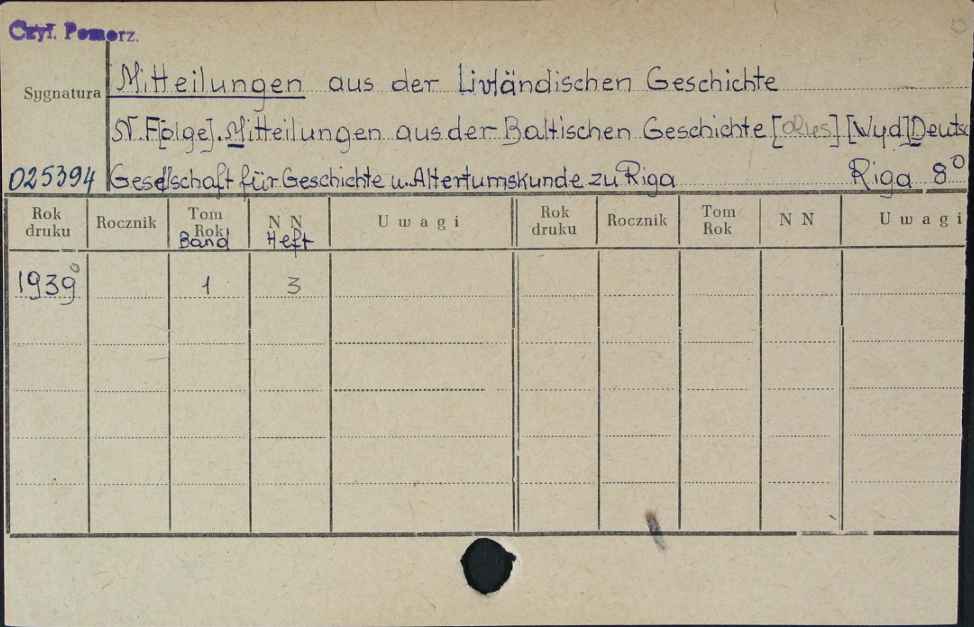 Czyt. Pomorz.
Sygnatura
Mitteilungen aus der Livländischen Geschichte
N. F[olge]. Mitteilungen aus der Baltischen Geschichte [Wyd] Deutsc
025394 Gesellschaft für Geschichte u. Altertumskunde zu Riga Riga 8°
Rok druku Rocznik Tom Rok Band N N Heft U w a g i Rok druku Rocznik Tom Rok N N U w a g i
1939 1 3